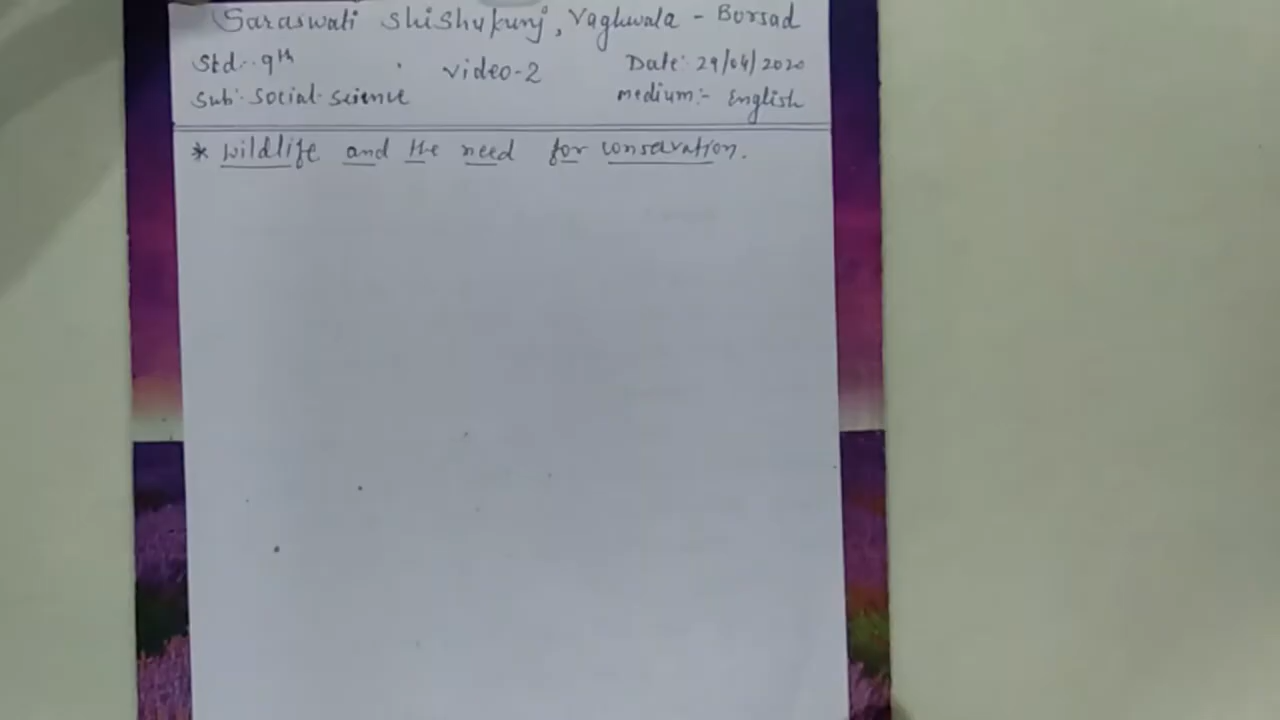 Saraswati Shishukunj, Vaghwala - Borsad
Std:- 9th
video-2
Date: 29/04/2020
Sub: Social science
medium:- English
* wildlife and the need for consarvation.